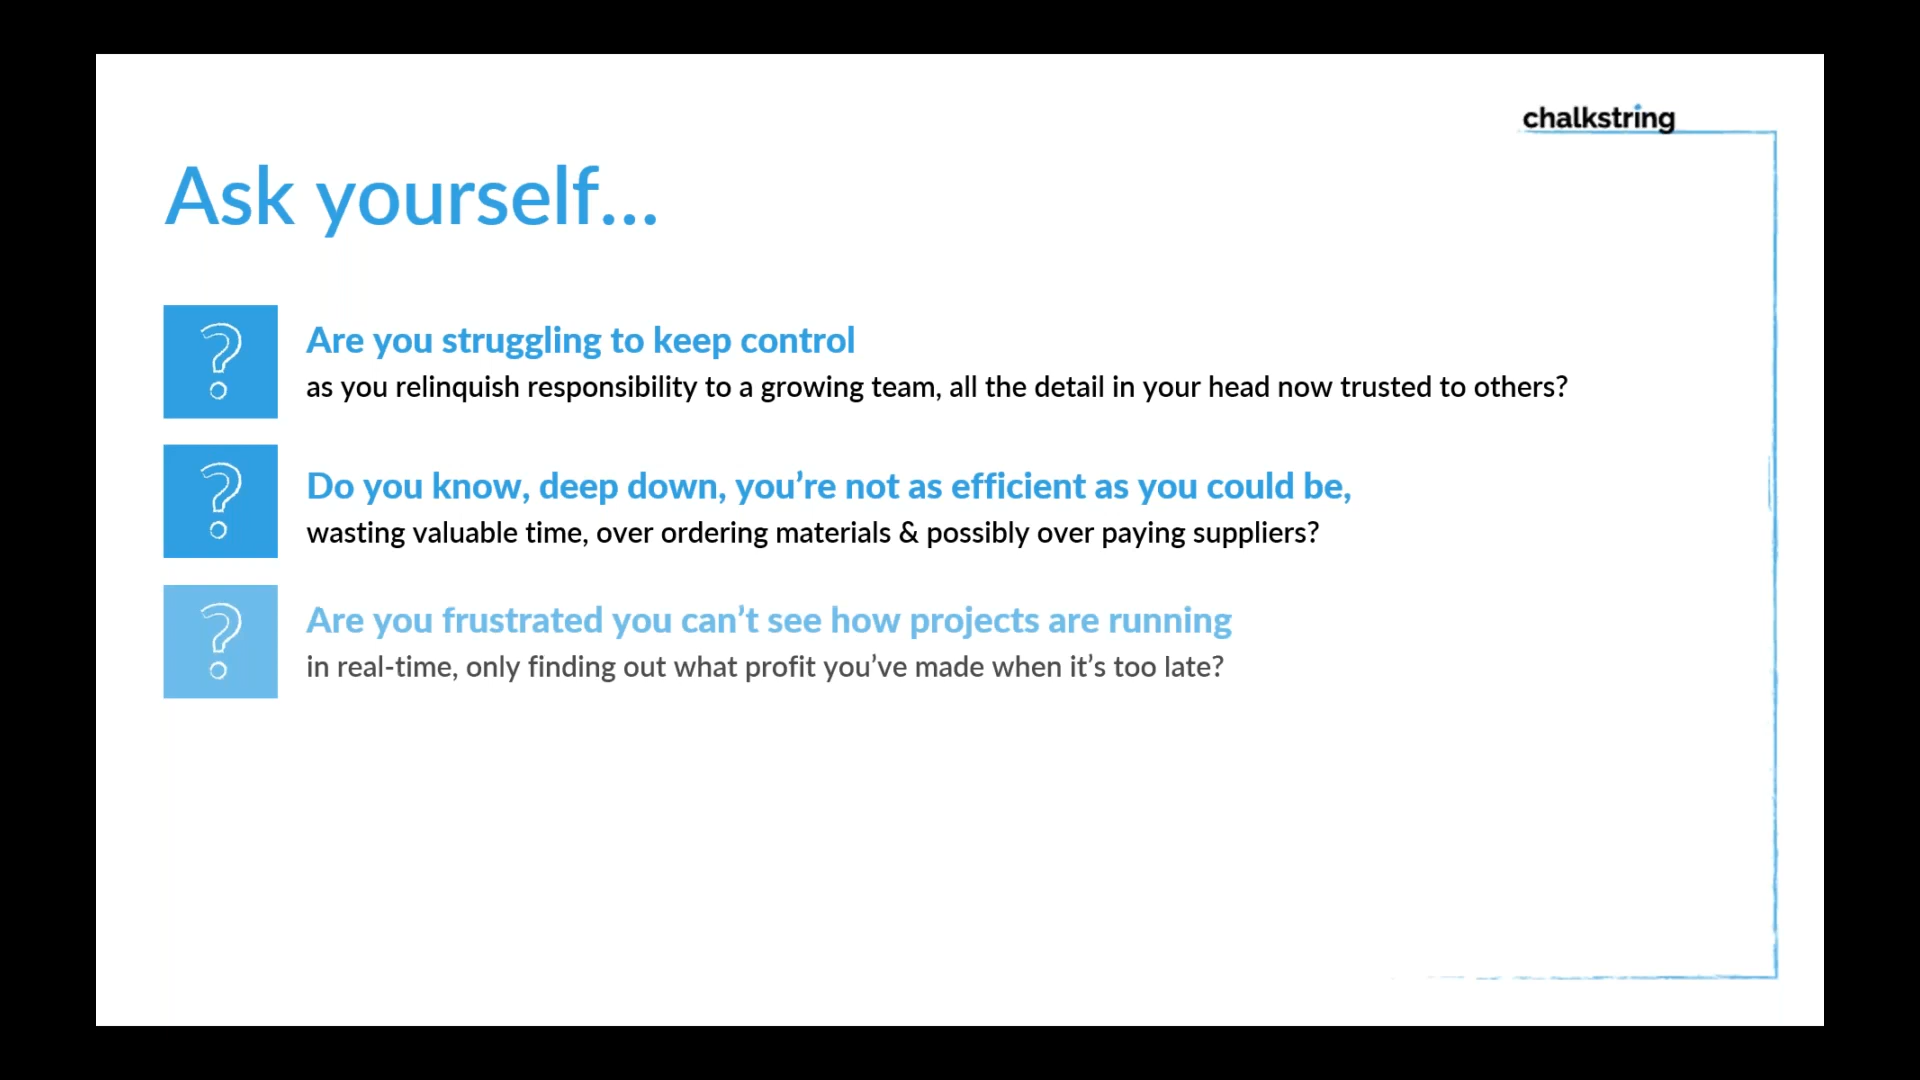 chalkstring
Ask yourself...
?
Are you struggling to keep control
as you relinquish responsibility to a growing team, all the detail in your head now trusted to others?
?
Do you know, deep down, you’re not as efficient as you could be,
wasting valuable time, over ordering materials & possibly over paying suppliers?
?
Are you frustrated you can’t see how projects are running
in real-time, only finding out what profit you’ve made when it’s too late?